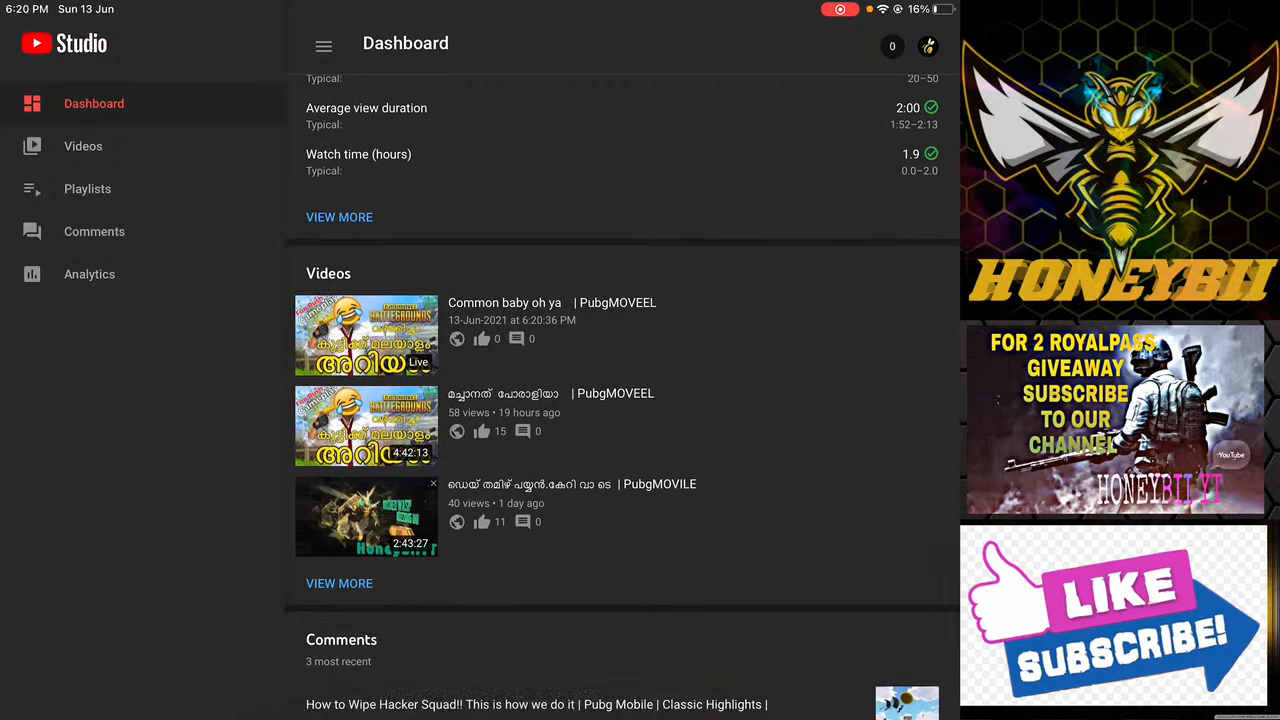 6:20 PM Sun 13 Jun
16%
Studio
Dashboard
0
Dashboard
Videos
Playlists
Comments
Analytics
Typical:
20–50
Average view duration
2:00
Typical:
1:52–2:13
Watch time (hours)
1.9
Typical:
0.0–2.0
VIEW MORE
Videos
BATTLEGROUNDS
കുട്ടിക്ക് മലയാളം
Live
Common baby oh ya | PubgMOVEEL
13-Jun-2021 at 6:20:36 PM
0 0
BATTLEGROUNDS
കുട്ടിക്ക് മലയാളം
4:42:13
മച്ചാനത് പോരാളിയാ | PubgMOVEEL
58 views • 19 hours ago
15 0
2:43:27
ഡെയ് തമിഴ് പയ്യൻ.കേറി വാ ടെ | PubgMOVILE
40 views • 1 day ago
11 0
VIEW MORE
Comments
3 most recent
How to Wipe Hacker Squad!! This is how we do it | Pubg Mobile | Classic Highlights |
HONEYBII
FOR 2 ROYALPASS
GIVEAWAY
SUBSCRIBE
TO OUR
CHANNEL
YouTube
HONEYBII YT
LIKE
SUBSCRIBE!